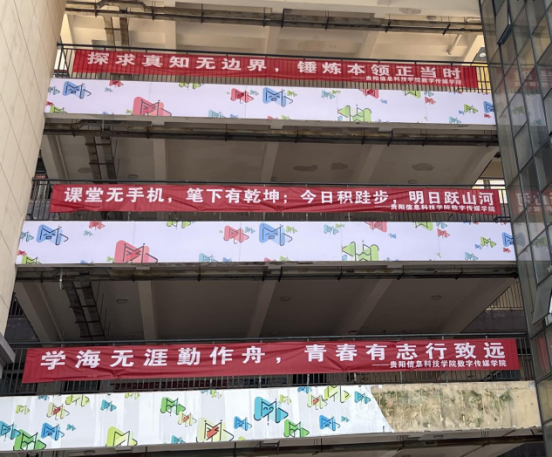 探求真知无边界，锤炼本领正当时
贵阳信息科技学院数字传媒学院
课堂无手机，笔下有乾坤；今日积跬步，明日跃山河
——贵阳信息科技学院数字传媒学院
学海无涯勤作舟，青春有志行致远
——贵阳信息科技学院数字传媒学院